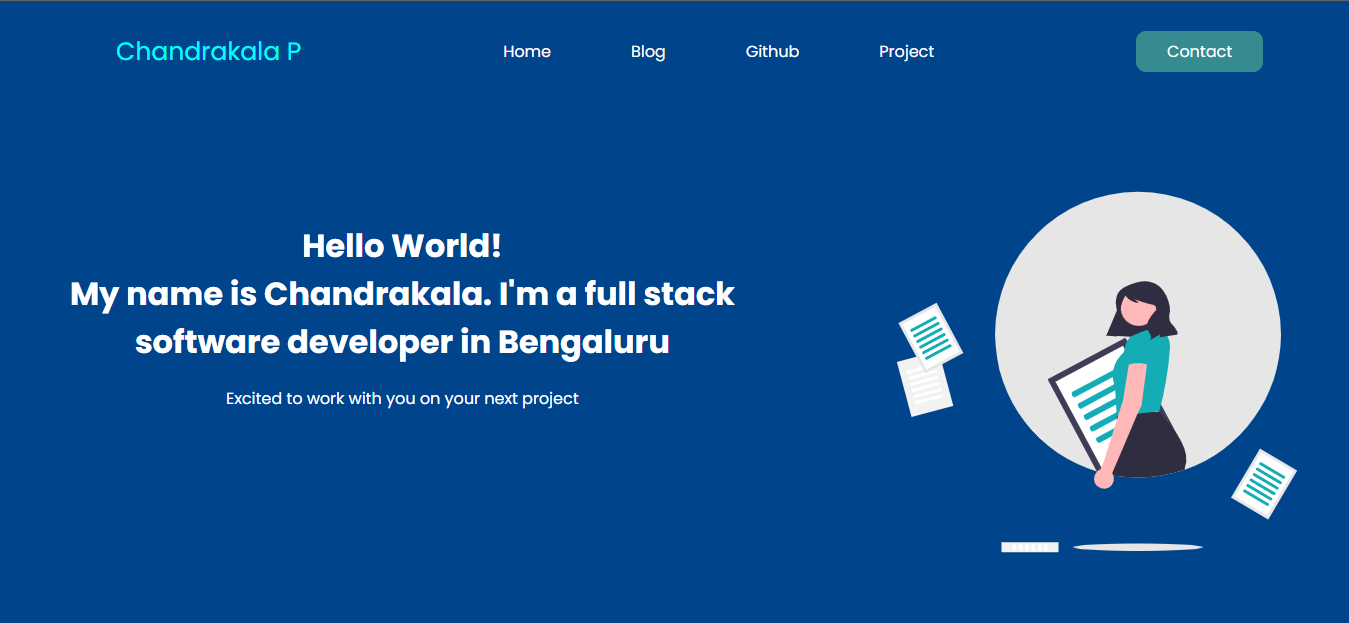 Chandrakala P
Home
Blog
Github
Project
Contact
Hello World!
My name is Chandrakala. I'm a full stack
software developer in Bengaluru
Excited to work with you on your next project